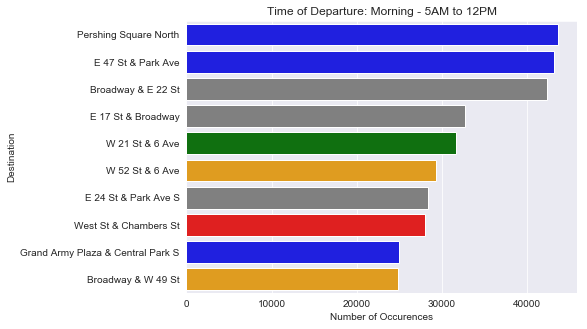 Time of Departure: Morning - 5AM to 12PM
Destination
Pershing Square North
E 47 St & Park Ave
Broadway & E 22 St
E 17 St & Broadway
W 21 St & 6 Ave
W 52 St & 6 Ave
E 24 St & Park Ave S
West St & Chambers St
Grand Army Plaza & Central Park S
Broadway & W 49 St
0 10000 20000 30000 40000
Number of Occurences